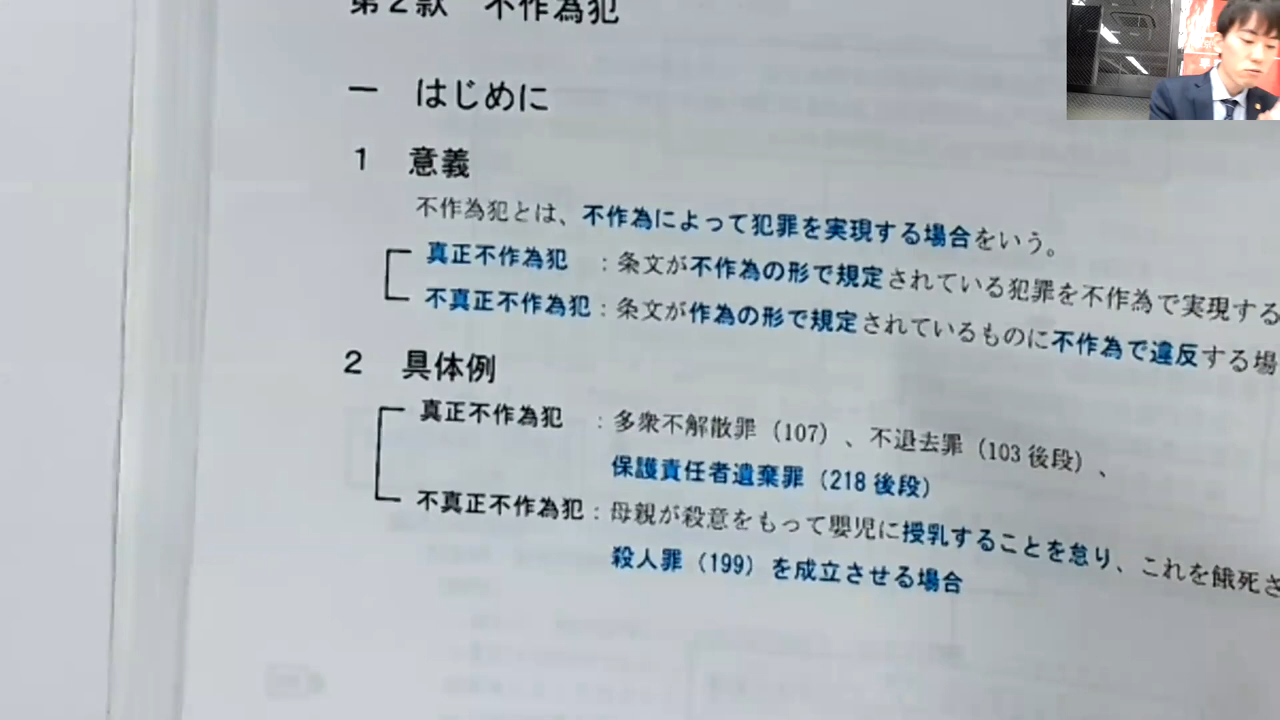 第2款 不作為犯
一 はじめに
1 意義
不作為犯とは、不作為によって犯罪を実現する場合をいう。
真正不作為犯 :条文が不作為の形で規定されている犯罪を不作為で実現する
不真正不作為犯:条文が作為の形で規定されているものに不作為で違反する場
2 具体例
真正不作為犯 :多衆不解散罪(107)、不退去罪(103後段)、
保護責任者遺棄罪(218後段)
不真正不作為犯:母親が殺意をもって嬰児に授乳することを怠り、これを餓死さ
殺人罪(199)を成立させる場合